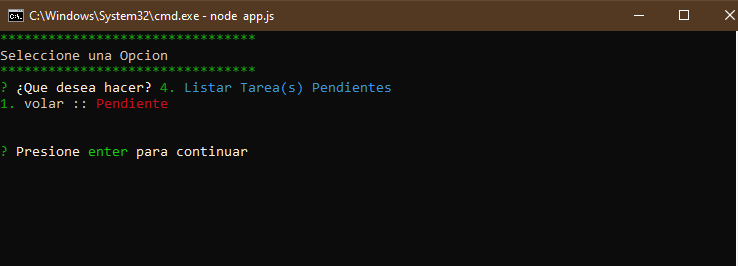 C:\Windows\System32\cmd.exe - node app.js
********************************
Seleccione una Opcion
********************************
? ¿Que desea hacer? 4. Listar Tarea(s) Pendientes
1. volar :: Pendiente
? Presione enter para continuar